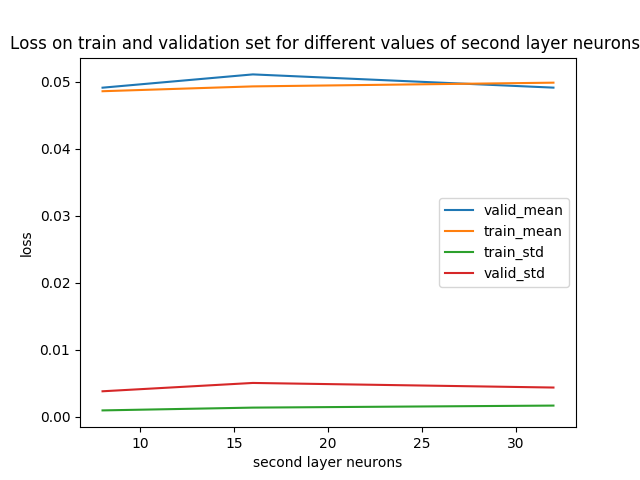 Loss on train and validation set for different values of second layer neurons
0.05
0.04
0.03
0.02
0.01
0.00
loss
valid_mean
train_mean
train_std
valid_std
10 15 20 25 30
second layer neurons